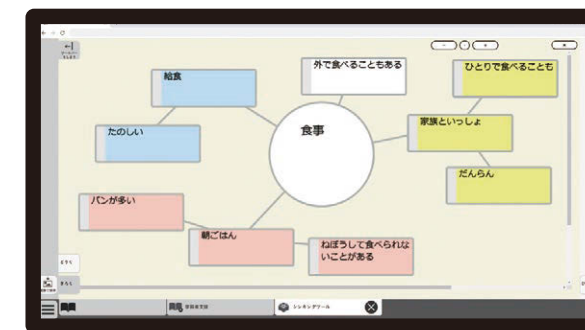 外で食べることもある
ひとりで食べることも
給食
家族といっしょ
食事
たのしい
だんらん
パンが多い
朝ごはん
ねぼうして食べられな
いことがある
シンキングツール